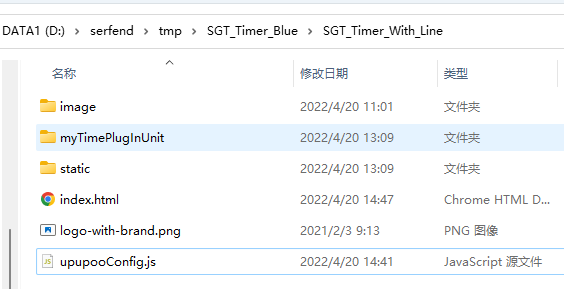 DATA1 (D:) › serfend › tmp › SGT_Timer_Blue › SGT_Timer_With_Line
名称 修改日期 类型
image 2022/4/20 11:01 文件夹
myTimePlugInUnit 2022/4/20 13:09 文件夹
static 2022/4/20 13:09 文件夹
index.html 2022/4/20 14:47 Chrome HTML D...
logo-with-brand.png 2021/2/3 9:13 PNG 图像
upupooConfig.js 2022/4/20 14:41 JavaScript 源文件